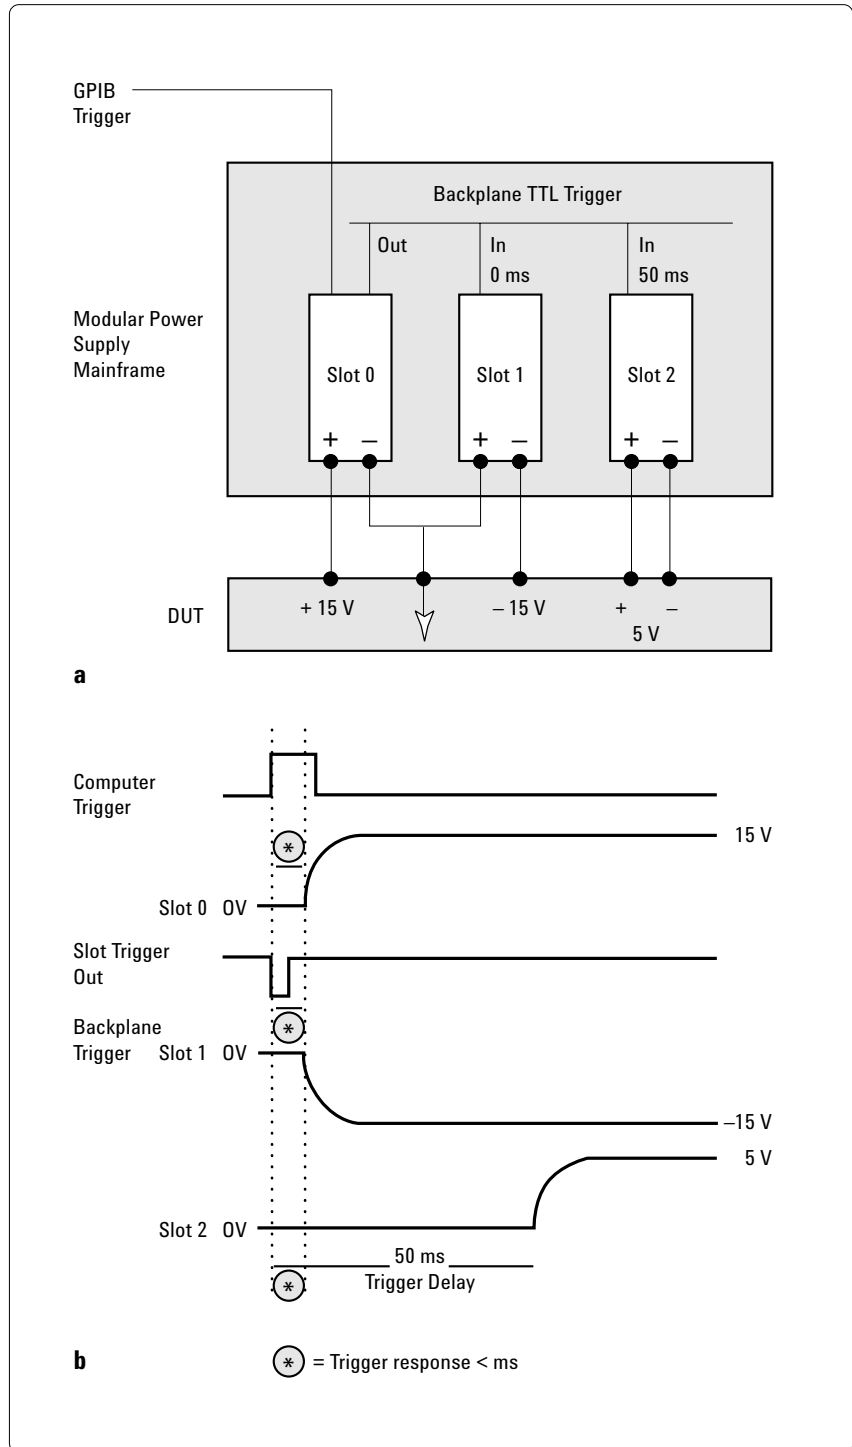 GPIB
Trigger
Backplane TTL Trigger
Out
In
0 ms
In
50 ms
Modular Power
Supply
Mainframe
Slot 0
Slot 1
Slot 2
+ –
+ –
+ –
DUT
+ 15 V
– 15 V
+ –
5 V
a
Computer
Trigger
*
15 V
Slot 0 0V
Slot Trigger
Out
*
Backplane
Trigger
Slot 1 0V
–15 V
5 V
Slot 2 0V
50 ms
Trigger Delay
*
b
* = Trigger response < ms